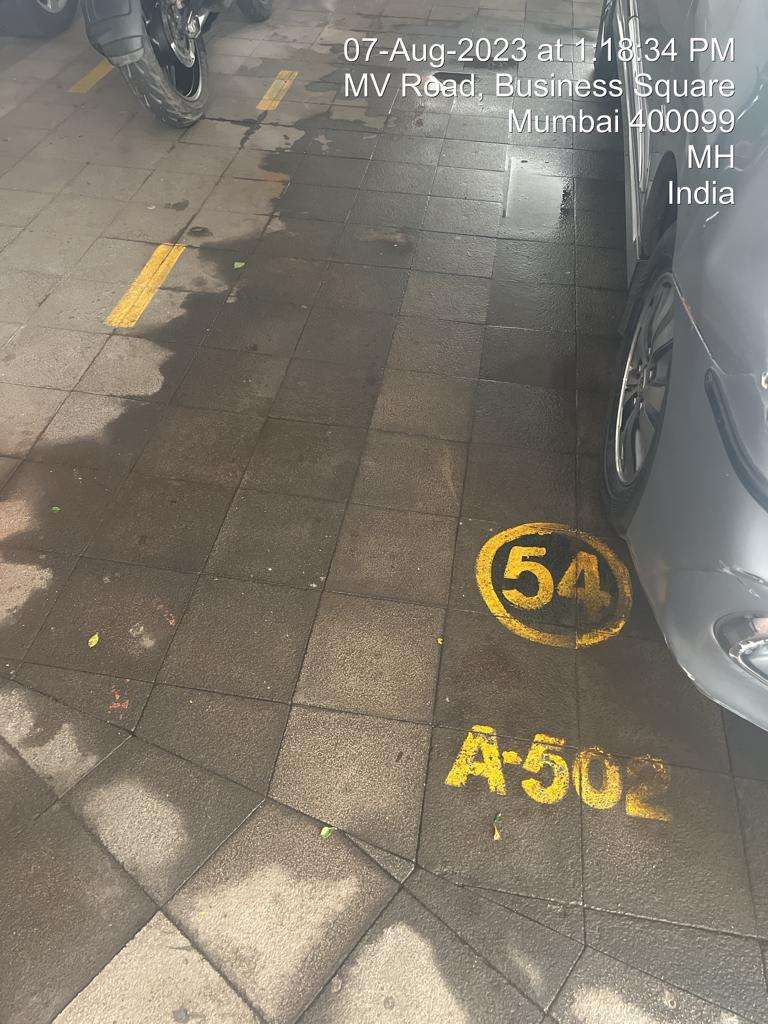 07-Aug-2023 at 1:18:34 PM
MV Road, Business Square
Mumbai 400099
MH
India
54
A-502